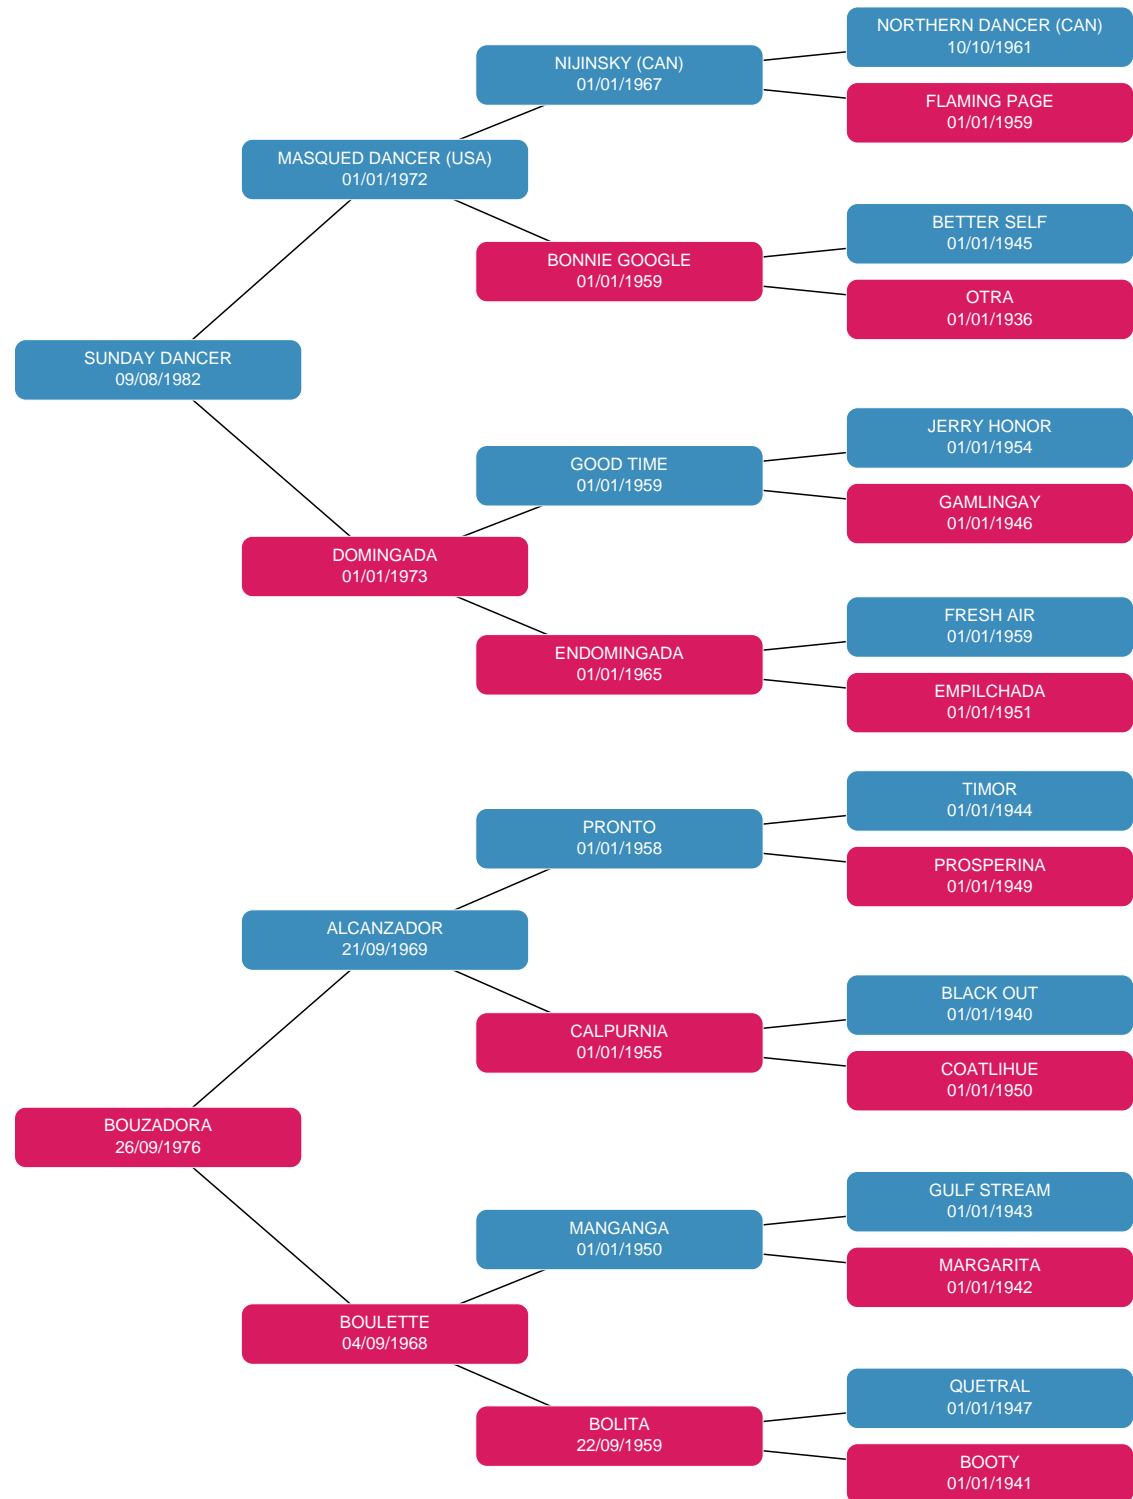 NORTHERN DANCER (CAN)
10/10/1961
NIJINSKY (CAN)
01/01/1967
FLAMING PAGE
01/01/1959
MASQUED DANCER (USA)
01/01/1972
BETTER SELF
01/01/1945
BONNIE GOOGLE
01/01/1959
OTRA
01/01/1936
SUNDAY DANCER
09/08/1982
JERRY HONOR
01/01/1954
GOOD TIME
01/01/1959
GAMLINGAY
01/01/1946
DOMINGADA
01/01/1973
FRESH AIR
01/01/1959
ENDOMINGADA
01/01/1965
EMPILCHADA
01/01/1951
TIMOR
01/01/1944
PRONTO
01/01/1958
PROSPERINA
01/01/1949
ALCANZADOR
21/09/1969
BLACK OUT
01/01/1940
CALPURNIA
01/01/1955
COATLIHUE
01/01/1950
BOUZADORA
26/09/1976
GULF STREAM
01/01/1943
MANGANGA
01/01/1950
MARGARITA
01/01/1942
BOULETTE
04/09/1968
QUETRAL
01/01/1947
BOLITA
22/09/1959
BOOTY
01/01/1941